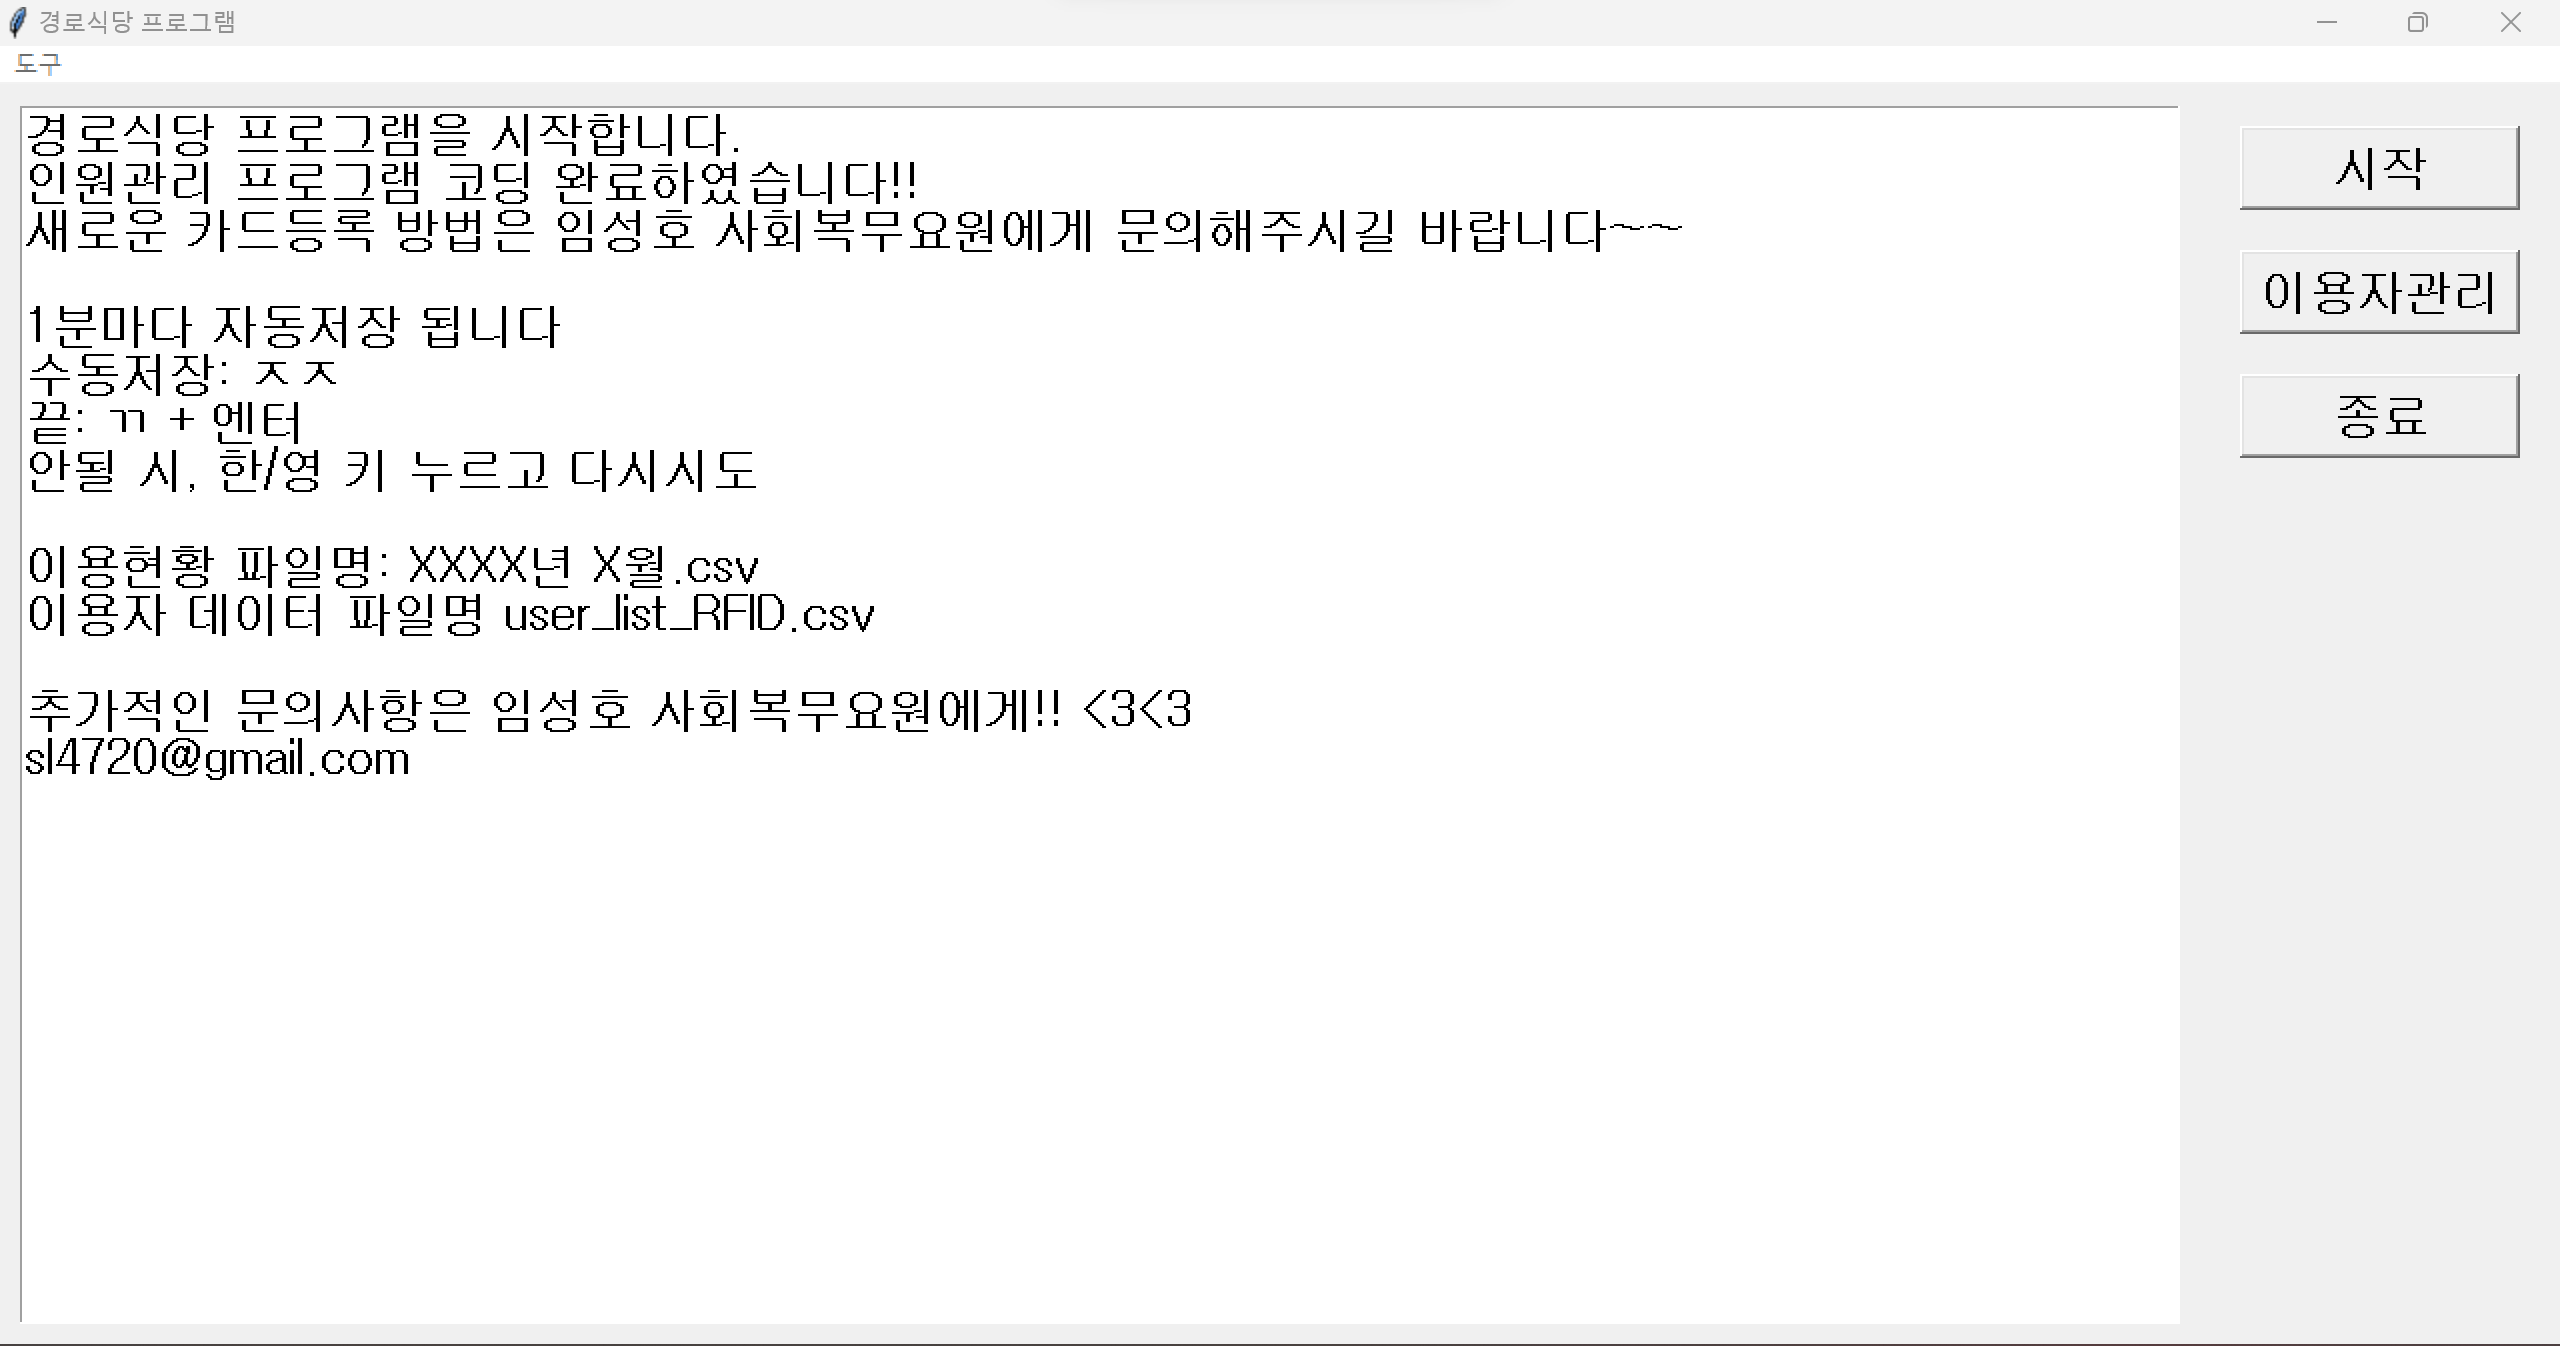 경로식당 프로그램
도구
경로식당 프로그램을 시작합니다.
인원관리 프로그램 코딩 완료하였습니다!!
새로운 카드등록 방법은 임성호 사회복무요원에게 문의해주시길 바랍니다~~
1분마다 자동저장 됩니다
수동저장: ㅈㅈ
끝: ㄲ + 엔터
안될 시, 한/영 키 누르고 다시시도
이용현황 파일명: XXXX년 X월.csv
이용자 데이터 파일명 user_list_RFID.csv
추가적인 문의사항은 임성호 사회복무요원에게!! <3<3
sl4720@gmail.com
시작
이용자관리
종료